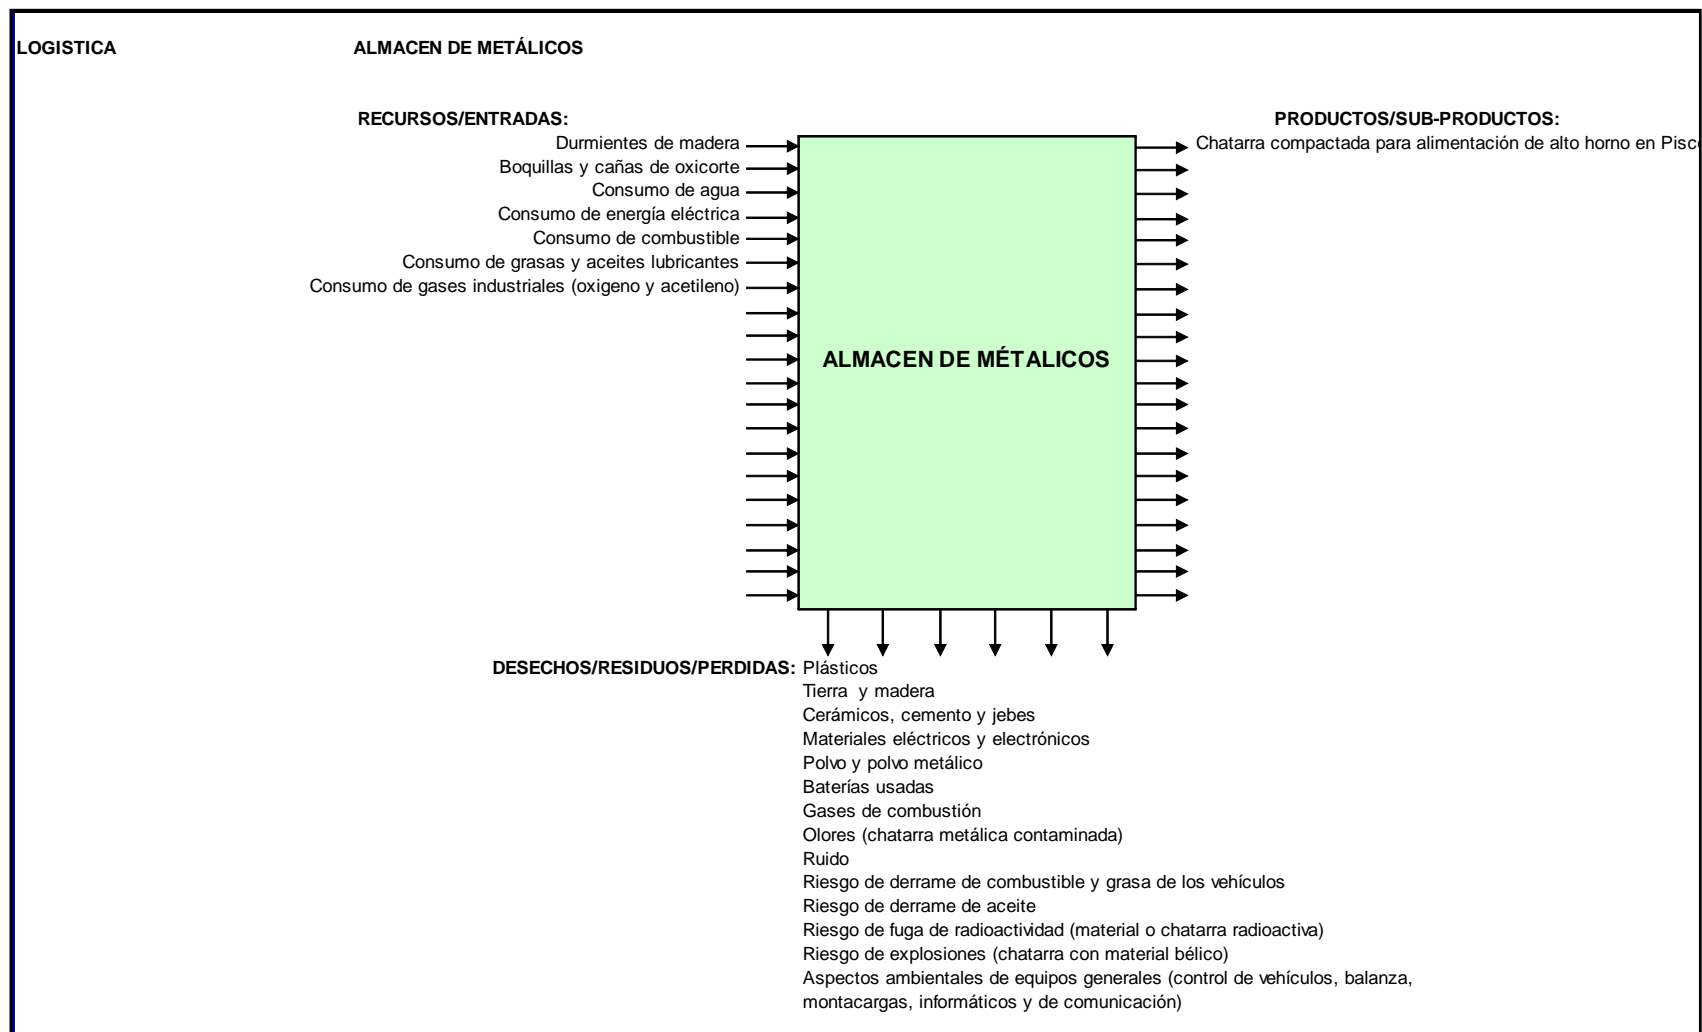 LOGISTICA
ALMACEN DE METÁLICOS
RECURSOS/ENTRADAS:
Durmientes de madera
Boquillas y cañas de oxicorte
Consumo de agua
Consumo de energía eléctrica
Consumo de combustible
Consumo de grasas y aceites lubricantes
Consumo de gases industriales (oxigeno y acetileno)
ALMACEN DE MÉTALICOS
PRODUCTOS/SUB-PRODUCTOS:
Chatarra compactada para alimentación de alto horno en Pisc
DESECHOS/RESIDUOS/PERDIDAS: Plásticos
Tierra y madera
Cerámicos, cemento y jebes
Materiales eléctricos y electrónicos
Polvo y polvo metálico
Baterías usadas
Gases de combustión
Olores (chatarra metálica contaminada)
Ruido
Riesgo de derrame de combustible y grasa de los vehículos
Riesgo de derrame de aceite
Riesgo de fuga de radioactividad (material o chatarra radioactiva)
Riesgo de explosiones (chatarra con material bélico)
Aspectos ambientales de equipos generales (control de vehículos, balanza,
montacargas, informáticos y de comunicación)